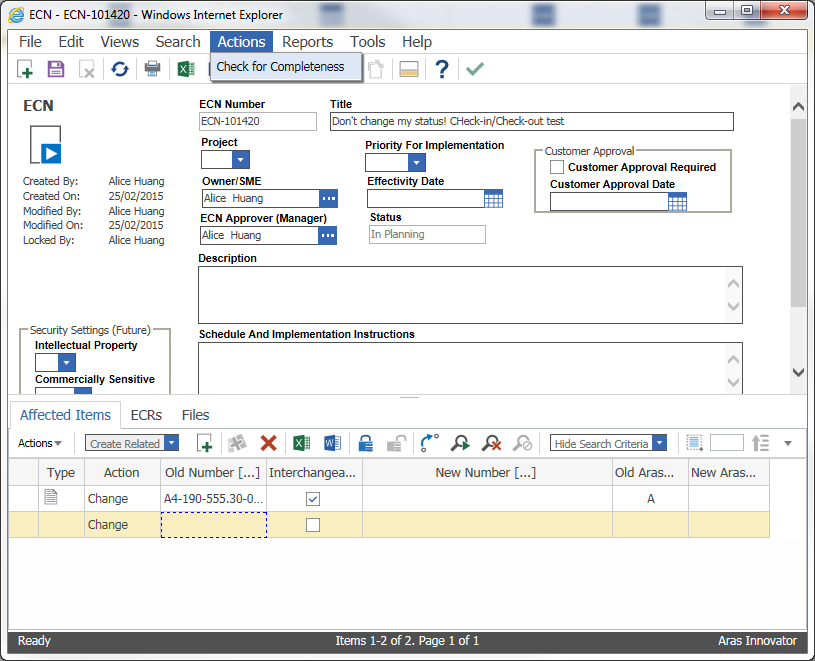 ECN - ECN-101420 - Windows Internet Explorer
File Edit Views Search Actions Reports Tools Help
Check for Completeness
ECN
ECN Number Title
ECN-101420 Don't change my status! CHeck-in/Check-out test
Project Priority For Implementation
Customer Approval
Customer Approval Required
Owner/SME Effectivity Date Customer Approval Date
Created By: Alice Huang
Created On: 25/02/2015
Modified By: Alice Huang
Modified On: 25/02/2015
Locked By: Alice Huang
Alice Huang
ECN Approver (Manager) Status
Alice Huang In Planning
Description
Security Settings (Future)
Schedule And Implementation Instructions
Intellectual Property
Commercially Sensitive
Affected Items ECRs Files
Actions Create Related Hide Search Criteria
Type Action Old Number [...] Interchangea... New Number [...] Old Aras... New Aras...
Change A4-190-555.30-0... A
Change
Ready Items 1-2 of 2. Page 1 of 1 Aras Innovator